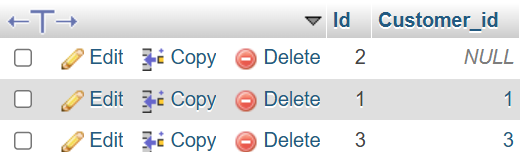 Id Customer_id
Edit Copy Delete 2 NULL
Edit Copy Delete 1 1
Edit Copy Delete 3 3